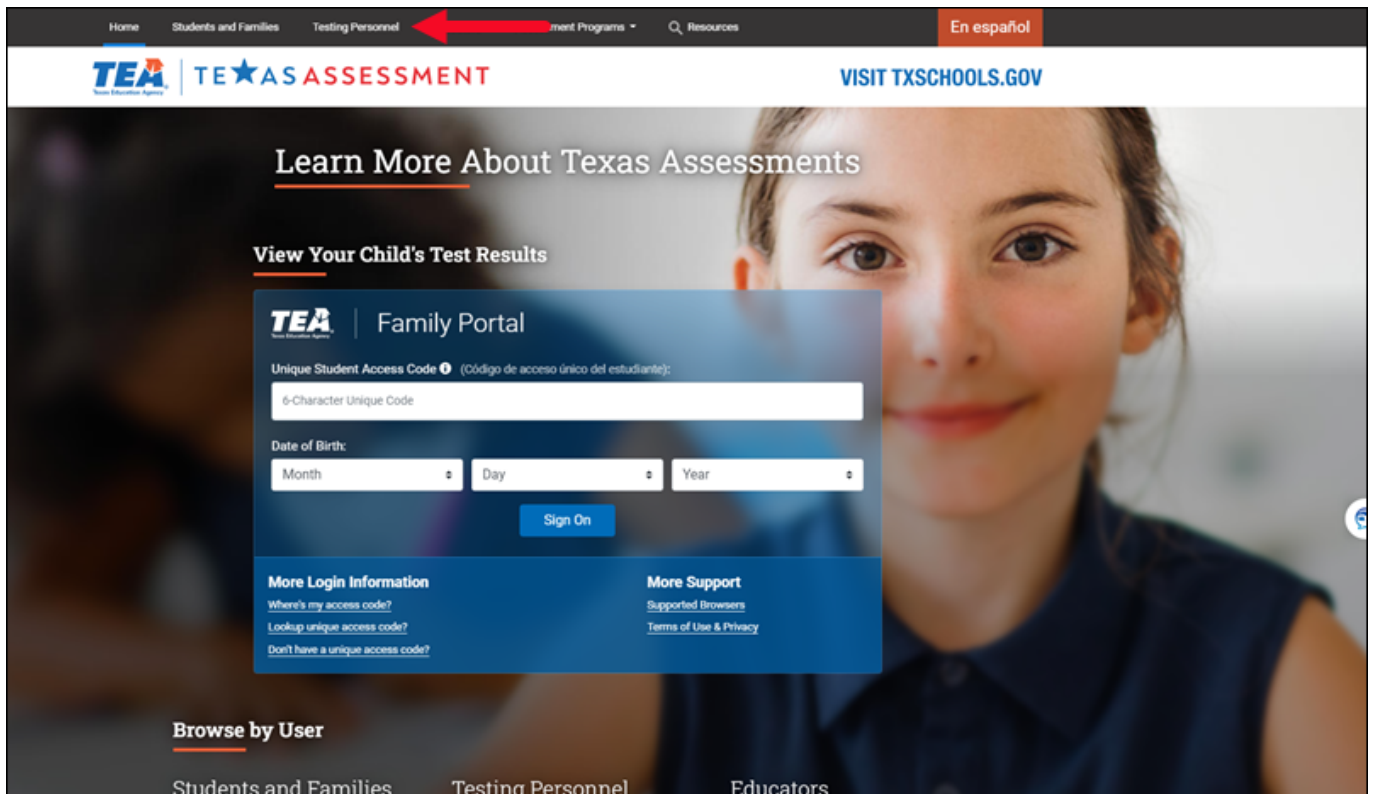 Home Students and Families Testing Personnel ment Programs Resources En español
TEA TEXAS ASSESSMENT VISIT TXSCHOOLS.GOV
Texas Education Agency
Learn More About Texas Assessments
View Your Child's Test Results
TEA Family Portal
Texas Education Agency
Unique Student Access Code (Código de acceso único del estudiante):
6-Character Unique Code
Date of Birth:
Month Day Year
Sign On
More Login Information More Support
Where's my access code? Supported Browsers
Lookup unique access code? Terms of Use & Privacy
Don't have a unique access code?
Browse by User
Students and Families Testing Personnel Educators